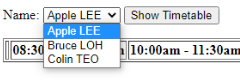 Name: Apple LEE Show Timetable
Apple LEE
Bruce LOH
Colin TEO
08:30 10:00am - 11:30am